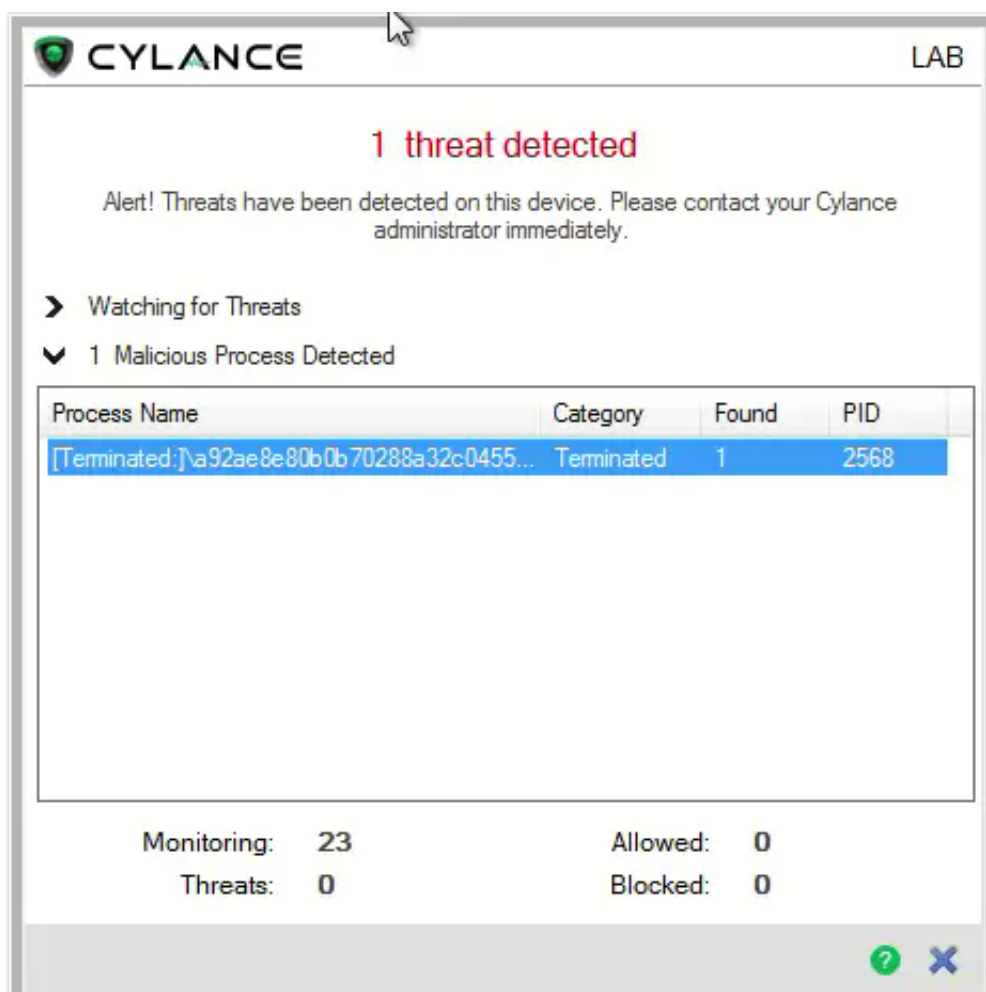 CYLANCE LAB
1 threat detected
Alert! Threats have been detected on this device. Please contact your Cylance
administrator immediately.
Watching for Threats
1 Malicious Process Detected
Process Name Category Found PID
[Terminated:]\a92ae8e80b0b70288a32c0455... Terminated 1 2568
Monitoring: 23 Allowed: 0
Threats: 0 Blocked: 0
?